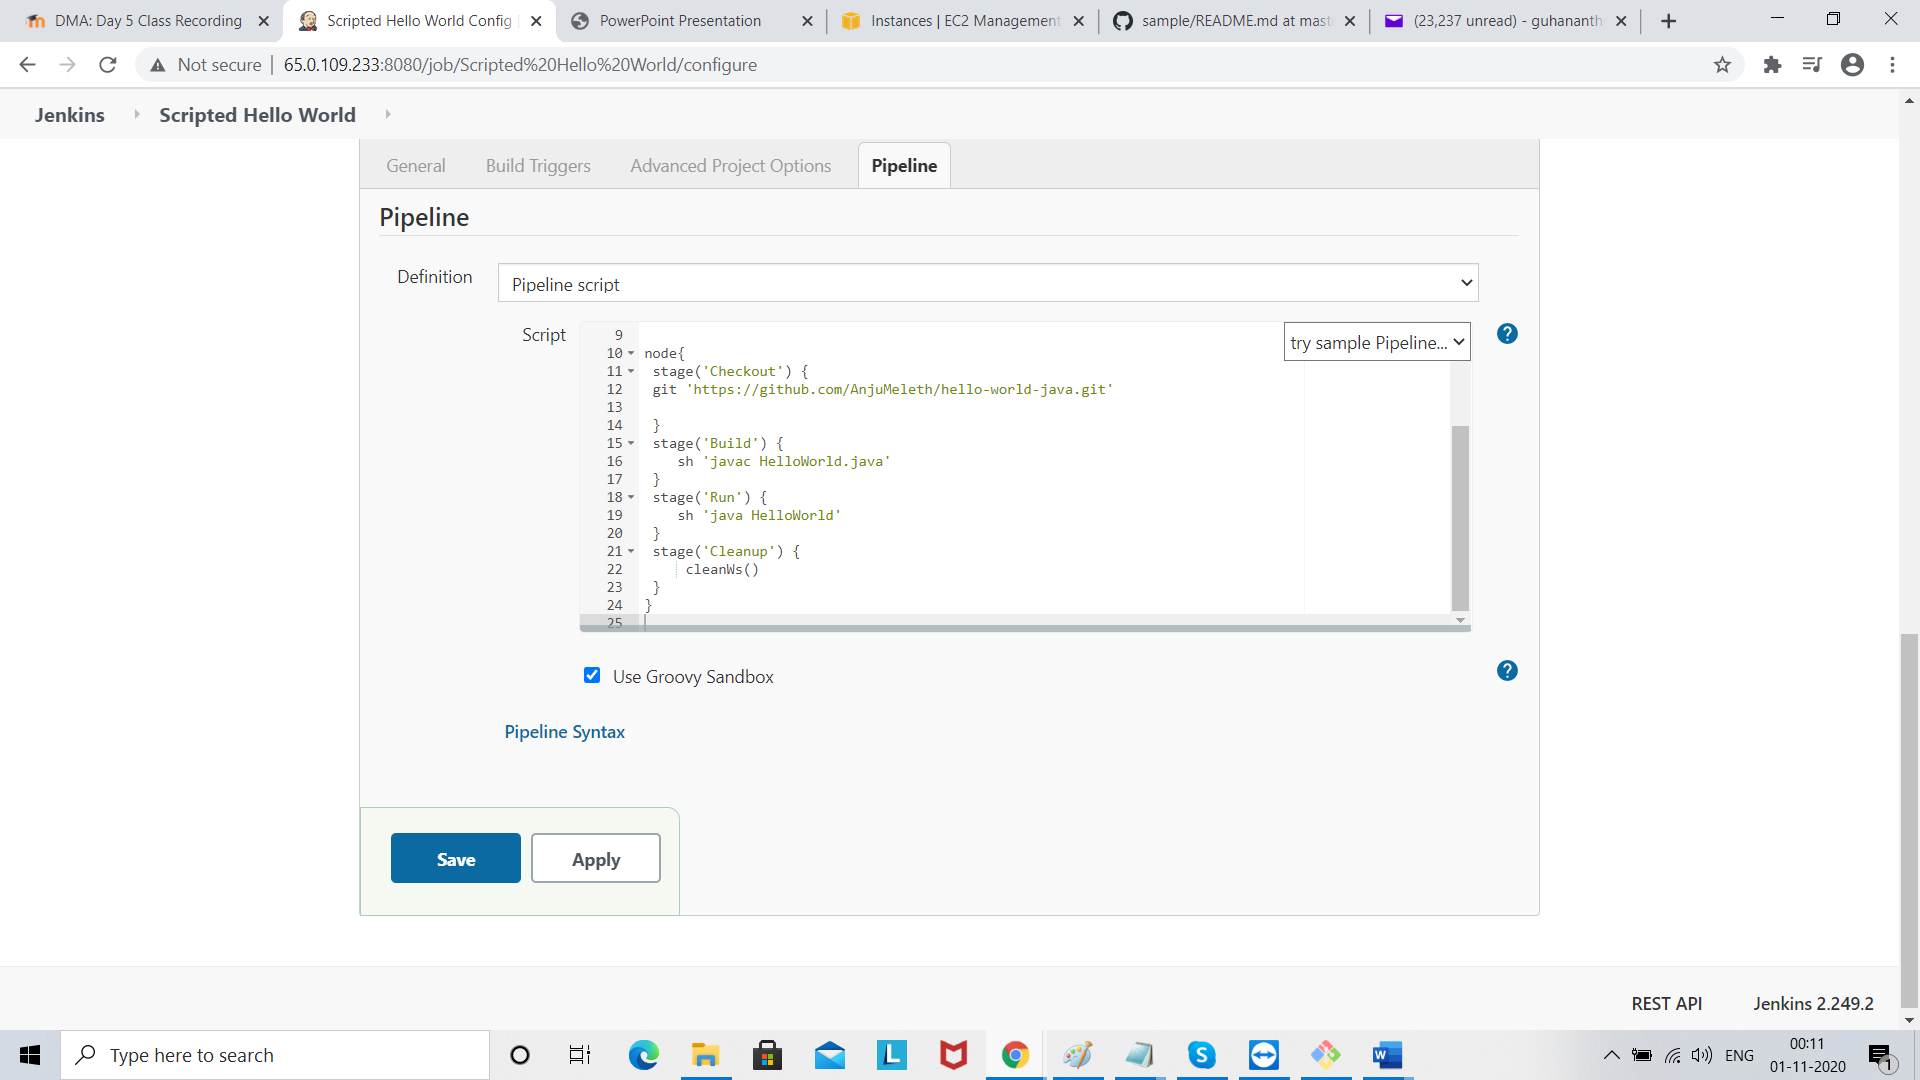 DMA: Day 5 Class Recording
Scripted Hello World Config
PowerPoint Presentation
Instances | EC2 Management
sample/README.md at mast
(23,237 unread) - guhananth
Not secure
65.0.109.233:8080/job/Scripted%20Hello%20World/configure
Jenkins
Scripted Hello World
General
Build Triggers
Advanced Project Options
Pipeline
Pipeline
Definition
Pipeline script
Script
try sample Pipeline...
9
10 node{
11 stage('Checkout') {
12 git 'https://github.com/AnjuMeleth/hello-world-java.git'
13
14 }
15 stage('Build') {
16 sh 'javac HelloWorld.java'
17 }
18 stage('Run') {
19 sh 'java HelloWorld'
20 }
21 stage('Cleanup') {
22 cleanWs()
23 }
24 }
25
Use Groovy Sandbox
Pipeline Syntax
Save
Apply
REST API
Jenkins 2.249.2
Type here to search
ENG
00:11
01-11-2020
1